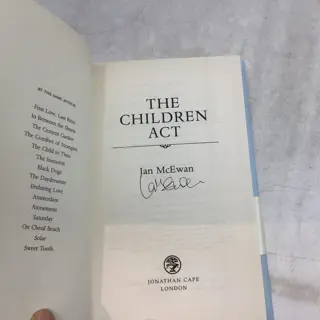 BY THE SAME AUTHOR
First Love, Last Rites
In Between the Sheets
The Cement Garden
The Comfort of Strangers
The Child in Time
The Innocent
Black Dogs
The Daydreamer
Enduring Love
Amsterdam
Atonement
Saturday
On Chesil Beach
Solar
Sweet Tooth
THE
CHILDREN
ACT
Ian McEwan
JONATHAN CAPE
LONDON